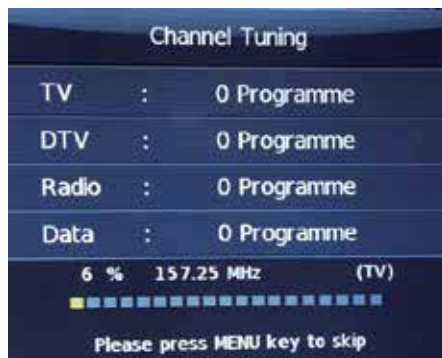 Channel Tuning
TV : 0 Programme
DTV : 0 Programme
Radio : 0 Programme
Data : 0 Programme
6 % 157.25 MHz (TV)
Please press MENU key to skip